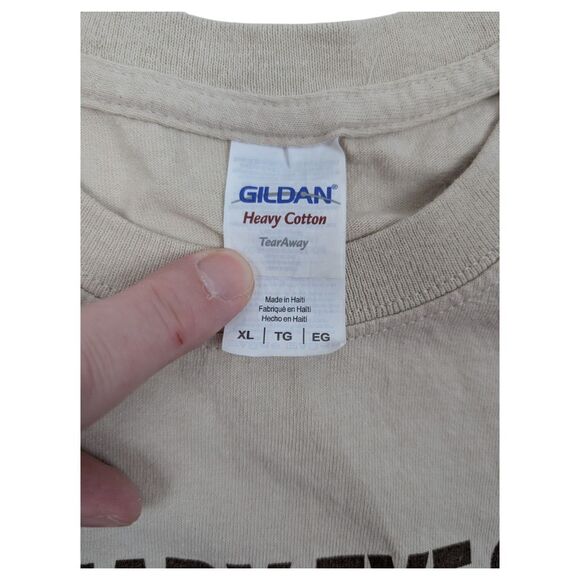 GILDAN®
Heavy Cotton
TearAway
Made in Haiti
Fabriqué en Haïti
Hecho en Haití
XL | TG | EG